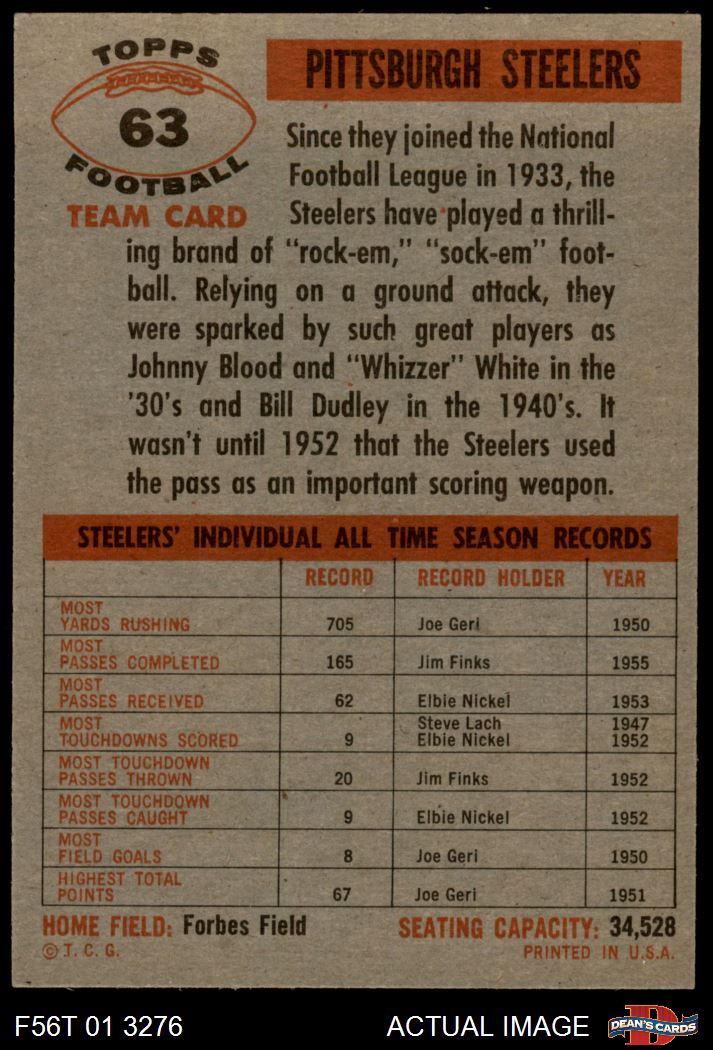 TOPPS
63
FOOTBALL
TEAM CARD
PITTSBURGH STEELERS
Since they joined the National
Football League in 1933, the
Steelers have played a thrill-
ing brand of "rock-em," "sock-em" foot-
ball. Relying on a ground attack, they
were sparked by such great players as
Johnny Blood and "Whizzer" White in the
'30's and Bill Dudley in the 1940's. It
wasn't until 1952 that the Steelers used
the pass as an important scoring weapon.
STEELERS' INDIVIDUAL ALL TIME SEASON RECORDS
RECORD RECORD HOLDER YEAR
MOST
YARDS RUSHING 705 Joe Geri 1950
MOST
PASSES COMPLETED 165 Jim Finks 1955
MOST
PASSES RECEIVED 62 Elbie Nickel 1953
MOST Steve Lach 1947
TOUCHDOWNS SCORED 9 Elbie Nickel 1952
MOST TOUCHDOWN
PASSES THROWN 20 Jim Finks 1952
MOST TOUCHDOWN
PASSES CAUGHT 9 Elbie Nickel 1952
MOST
FIELD GOALS 8 Joe Geri 1950
HIGHEST TOTAL
POINTS 67 Joe Geri 1951
HOME FIELD: Forbes Field SEATING CAPACITY: 34,528
© T. C. G. PRINTED IN U.S.A.
F56T 01 3276 ACTUAL IMAGE D DEAN'S CARDS